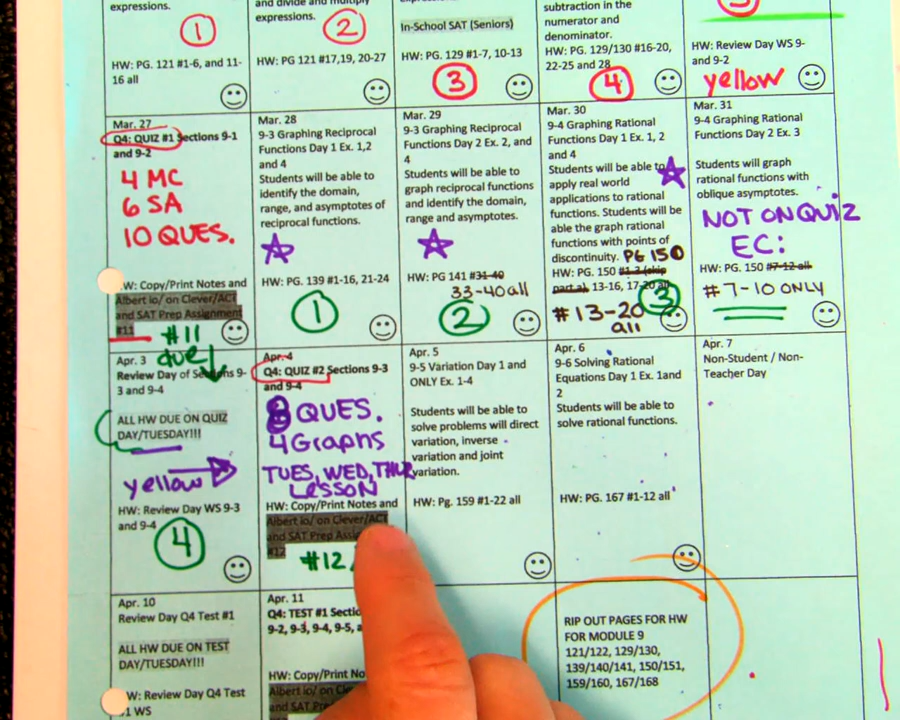 expressions.
1
HW: PG. 121 #1-6, and 11-
16 all
and divide and multiply
expressions.
2
HW: PG 121 #17,19, 20-27
In-School SAT (Seniors)
HW: PG. 129 #1-7, 10-13
3
subtraction in the
numerator and
denominator.
HW: PG. 129/130 #16-20,
22-25 and 28
4
HW: Review Day WS 9-
and 9-2
yellow
Mar. 27
Q4: QUIZ #1 Sections 9-1
and 9-2
4 MC
6 SA
10 QUES.
W: Copy/Print Notes and
Albert io/ on Clever/ACT
and SAT Prep Assignment
#11
#11
due!
Mar. 28
9-3 Graphing Reciprocal
Functions Day 1 Ex. 1,2
and 4
Students will be able to
identify the domain,
range, and asymptotes of
reciprocal functions.
HW: PG. 139 #1-16, 21-24
1
Mar. 29
9-3 Graphing Reciprocal
Functions Day 2 Ex. 2, and
4
Students will be able to
graph reciprocal functions
and identify the domain,
range and asymptotes.
HW: PG 141 #31-40
33-40 all
2
Mar. 30
9-4 Graphing Rational
Functions Day 1 Ex. 1, 2
and 4
Students will be able to
apply real world
applications to rational
functions. Students will be
able the graph rational
functions with points of
discontinuity. PG 150
HW: PG. 150 #1-3 (skip
part a), 13-16, 17-20 all
3
#13-20
all
Mar. 31
9-4 Graphing Rational
Functions Day 2 Ex. 3
Students will graph
rational functions with
oblique asymptotes.
NOT ON QUIZ
EC:
HW: PG. 150 #7-12 all
#7-10 ONLY
Apr. 3
Review Day of Sections 9-
3 and 9-4
ALL HW DUE ON QUIZ
DAY/TUESDAY!!!
yellow
HW: Review Day WS 9-3
and 9-4
4
Apr. 4
Q4: QUIZ #2 Sections 9-3
and 9-4
8 QUES.
4 Graphs
TUES, WED, THUR
LESSON
HW: Copy/Print Notes and
Albert io/ on Clever/ACT
and SAT Prep
#12
#12
Apr. 5
9-5 Variation Day 1 and
ONLY Ex. 1-4
Students will be able to
solve problems will direct
variation, inverse
variation and joint
variation.
HW: Pg. 159 #1-22 all
Apr. 6
9-6 Solving Rational
Equations Day 1 Ex. 1and
2
Students will be able to
solve rational functions.
HW: PG. 167 #1-12 all
Apr. 7
Non-Student / Non-
Teacher Day
Apr. 10
Review Day Q4 Test #1
ALL HW DUE ON TEST
DAY/TUESDAY!!!
W: Review Day Q4 Test
#1 WS
Apr. 11
Q4: TEST #1
9-2, 9-3, 9-4, 9-5,
HW: Copy/Print
Albert io/ on
and SAT
RIP OUT PAGES FOR HW
FOR MODULE 9
121/122, 129/130,
139/140/141, 150/151,
159/160, 167/168